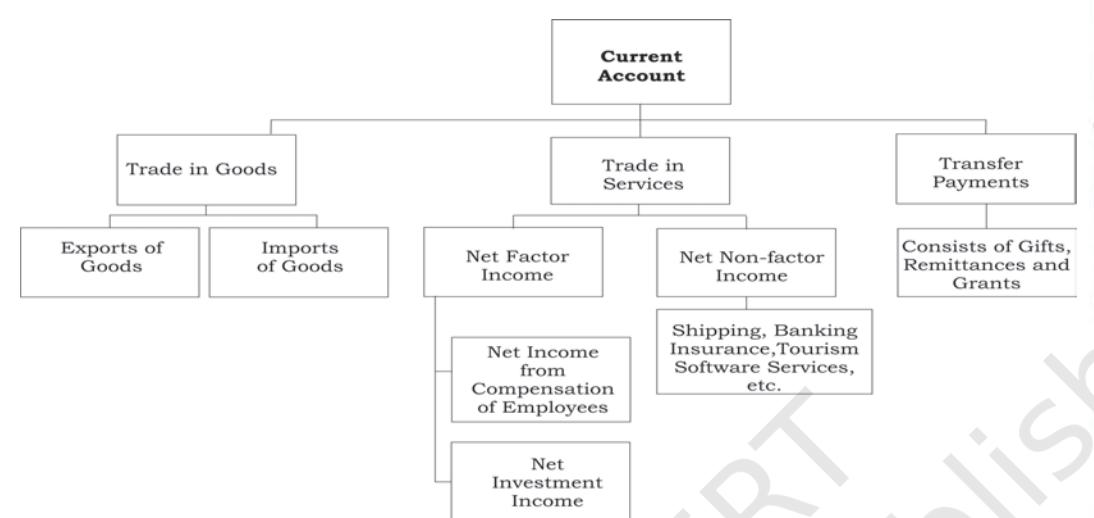 Current
Account
Trade in Goods
Trade in
Services
Transfer
Payments
Exports of
Goods
Imports
of Goods
Net Factor
Income
Net Non-factor
Income
Consists of Gifts,
Remittances and
Grants
Shipping, Banking
Insurance,Tourism
Software Services,
etc.
Net Income
from
Compensation
of Employees
Net
Investment
Income